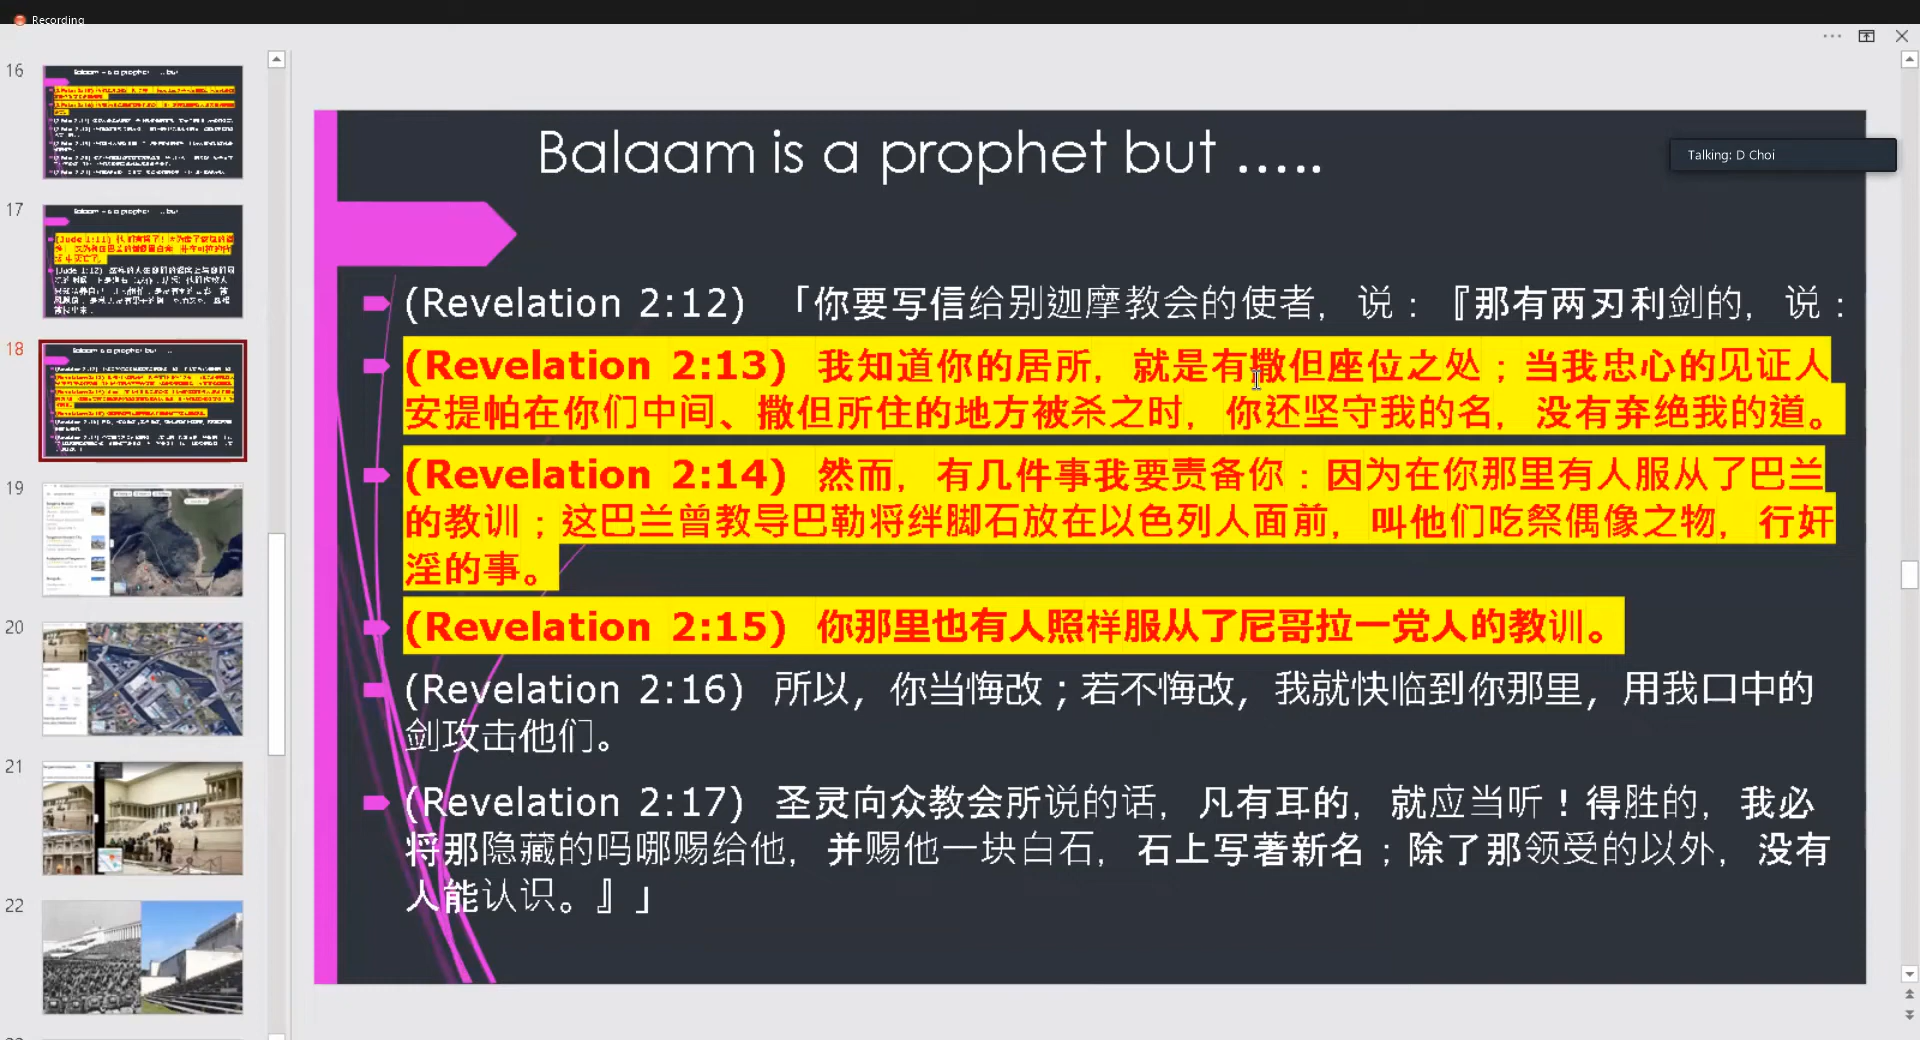 Recording
16
17
18
19
20
21
22
Balaam is a prophet but .....
Talking: D Choi
(Revelation 2:12) 「你要写信给别迦摩教会的使者，说：『那有两刃利剑的，说：
(Revelation 2:13) 我知道你的居所，就是有撒但座位之处；当我忠心的见证人
安提帕在你们中间、撒但所住的地方被杀之时，你还坚守我的名，没有弃绝我的道。
(Revelation 2:14) 然而，有几件事我要责备你：因为在你那里有人服从了巴兰
的教训；这巴兰曾教导巴勒将绊脚石放在以色列人面前，叫他们吃祭偶像之物，行奸
淫的事。
(Revelation 2:15) 你那里也有人照样服从了尼哥拉一党人的教训。
(Revelation 2:16) 所以，你当悔改；若不悔改，我就快临到你那里，用我口中的
剑攻击他们。
(Revelation 2:17) 圣灵向众教会所说的话，凡有耳的，就应当听！得胜的，我必
将那隐藏的吗哪赐给他，并赐他一块白石，石上写著新名；除了那领受的以外，没有
人能认识。』」